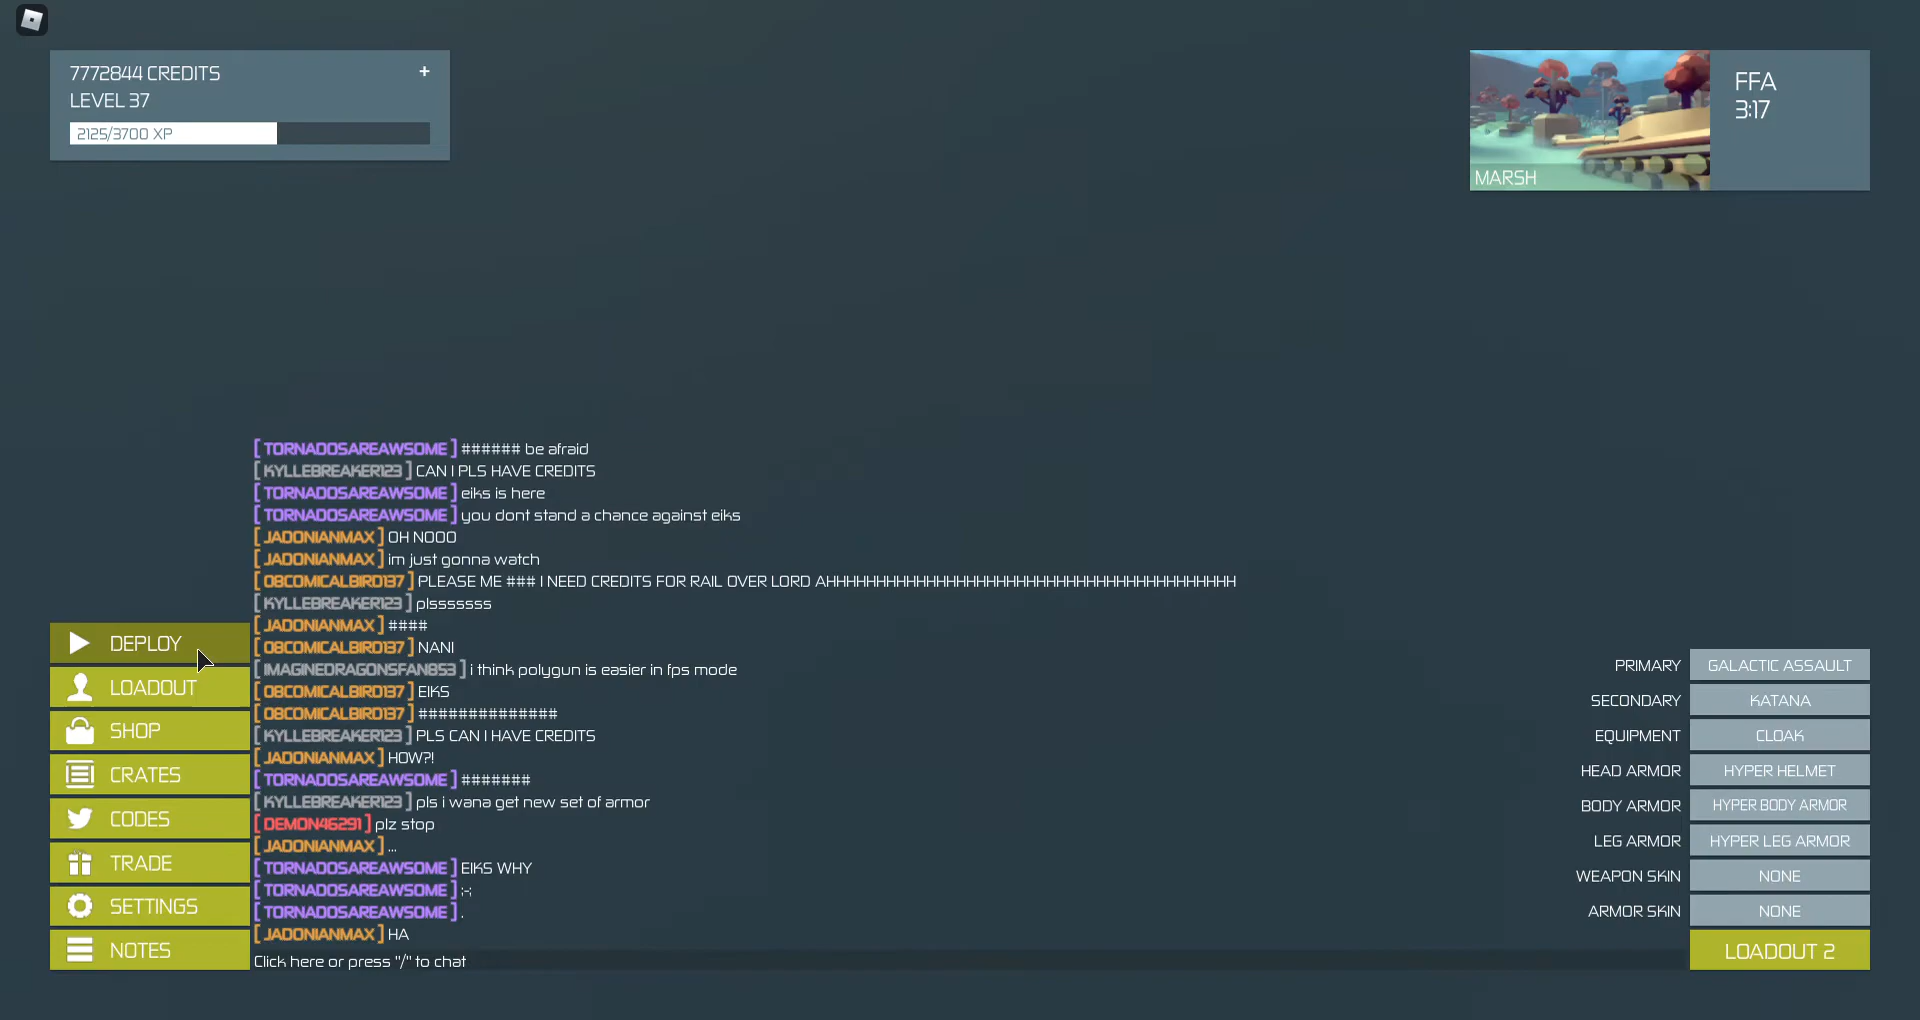 7772844 CREDITS
+
LEVEL 37
2125/3700 XP
FFA
3:17
MARSH
[ TORNADOSAREAWSOME ] ###### be afraid
[ KYLLEBREAKER123 ] CAN I PLS HAVE CREDITS
[ TORNADOSAREAWSOME ] eiks is here
[ TORNADOSAREAWSOME ] you dont stand a chance against eiks
[ JADONIANMAX ] OH NOOO
[ JADONIANMAX ] im just gonna watch
[ 08COMICALBIRD137 ] PLEASE ME ### I NEED CREDITS FOR RAIL OVER LORD AHHHHHHHHHHHHHHHHHHHHHHHHHHHHHHHHHHHHHHHHH
[ KYLLEBREAKER123 ] plsssssss
[ JADONIANMAX ] ####
[ 08COMICALBIRD137 ] NANI
[ IMAGINEDRAGONSFAN853 ] i think polygun is easier in fps mode
[ 08COMICALBIRD137 ] EIKS
[ 08COMICALBIRD137 ] ##############
[ KYLLEBREAKER123 ] PLS CAN I HAVE CREDITS
[ JADONIANMAX ] HOW?!
[ TORNADOSAREAWSOME ] #######
[ KYLLEBREAKER123 ] pls i wana get new set of armor
[ DEMON46291 ] plz stop
[ JADONIANMAX ] ...
[ TORNADOSAREAWSOME ] EIKS WHY
[ TORNADOSAREAWSOME ] ;-;
[ TORNADOSAREAWSOME ] .
[ JADONIANMAX ] HA
Click here or press "/" to chat
DEPLOY
LOADOUT
SHOP
CRATES
CODES
TRADE
SETTINGS
NOTES
PRIMARY GALACTIC ASSAULT
SECONDARY KATANA
EQUIPMENT CLOAK
HEAD ARMOR HYPER HELMET
BODY ARMOR HYPER BODY ARMOR
LEG ARMOR HYPER LEG ARMOR
WEAPON SKIN NONE
ARMOR SKIN NONE
LOADOUT 2